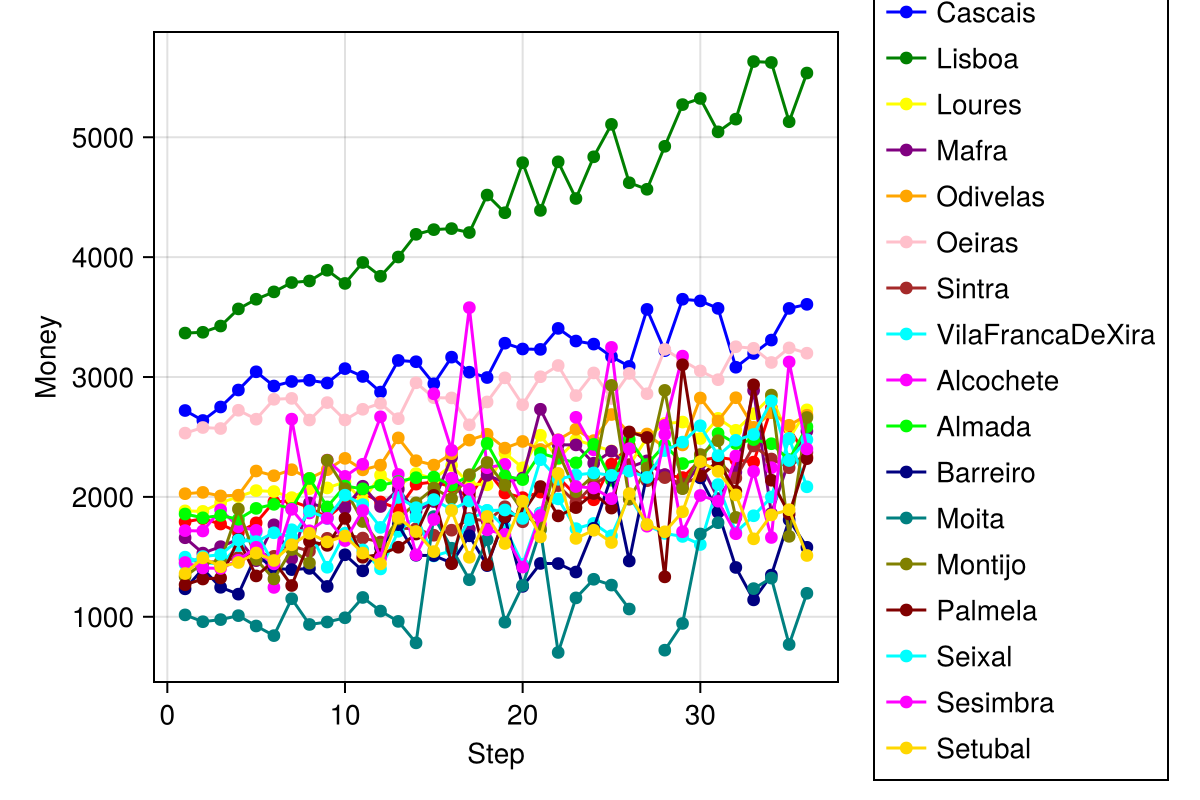 Cascais
Lisboa
Loures
Mafra
Odivelas
Oeiras
Sintra
VilaFrancaDeXira
Alcochete
Almada
Barreiro
Moita
Montijo
Palmela
Seixal
Sesimbra
Setubal
5000
4000
3000
2000
1000
Money
0 10 20 30
Step